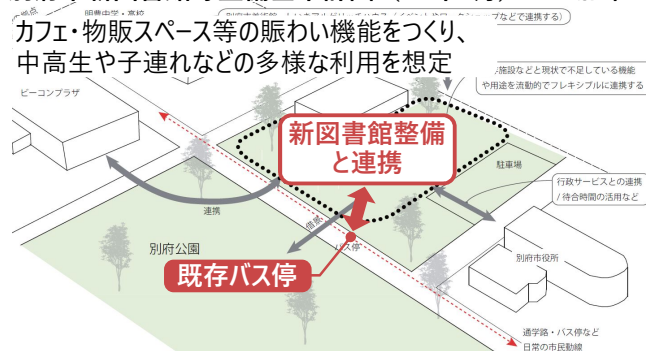 カフェ・物販スペース等の賑わい機能をつくり、
中高生や子連れなどの多様な利用を想定
施設などと現状で不足している機能
や用途を流動的でフレキシブルに連携する
ビーコンプラザ
新図書館整備
と連携
駐車場
行政サービスとの連携
/ 待合時間の活用など
連携
借景
バス停
別府公園
既存バス停
別府市役所
通学路・バス停など
日常の市民動線